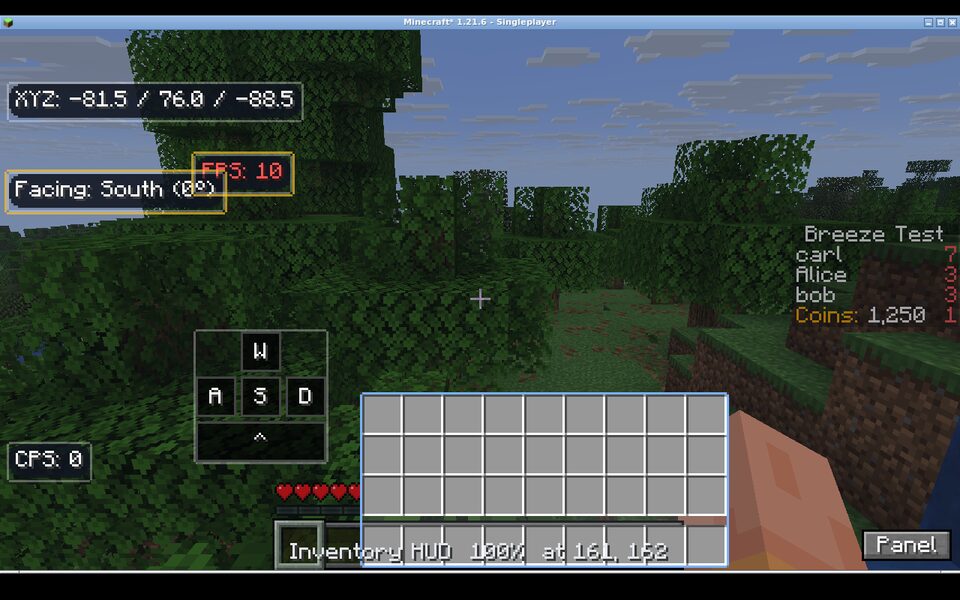 Minecraft* 1.21.6 - Singleplayer
XYZ: -81.5 / 76.0 / -88.5
FPS: 10
Facing: South (0°)
Breeze Test
carl 7
Alice 3
bob 3
Coins: 1,250 1
W
A S D
^
CPS: 0
Inventory HUD 100% at 161, 162
Panel